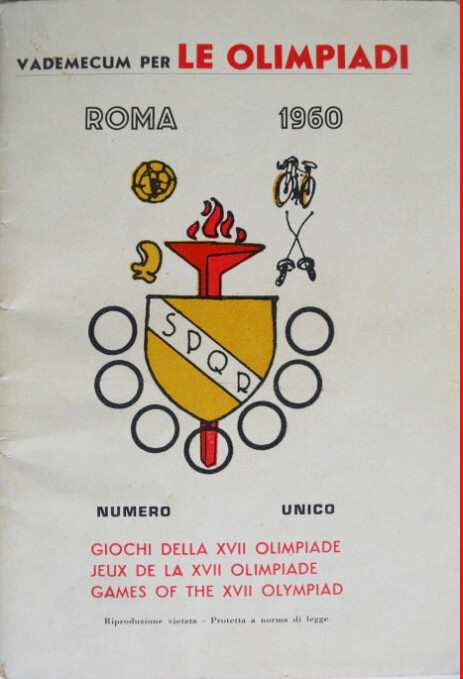 VADEMECUM PER LE OLIMPIADI
ROMA 1960
SPQR
NUMERO UNICO
GIOCHI DELLA XVII OLIMPIADE
JEUX DE LA XVII OLIMPIADE
GAMES OF THE XVII OLYMPIAD
Riproduzione vietata - Protetta a norma di legge